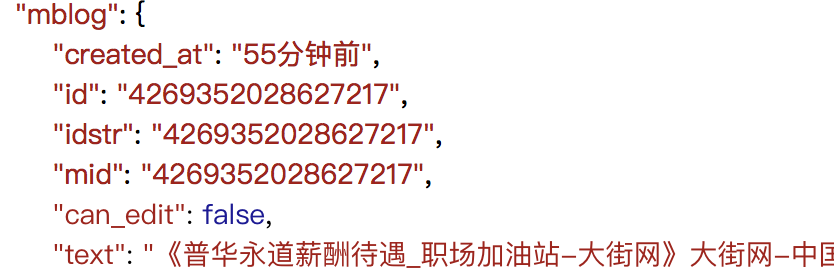 "mblog": {
"created_at": "55分钟前",
"id": "4269352028627217",
"idstr": "4269352028627217",
"mid": "4269352028627217",
"can_edit": false,
"text": "《普华永道薪酬待遇_职场加油站-大街网》大街网-中国